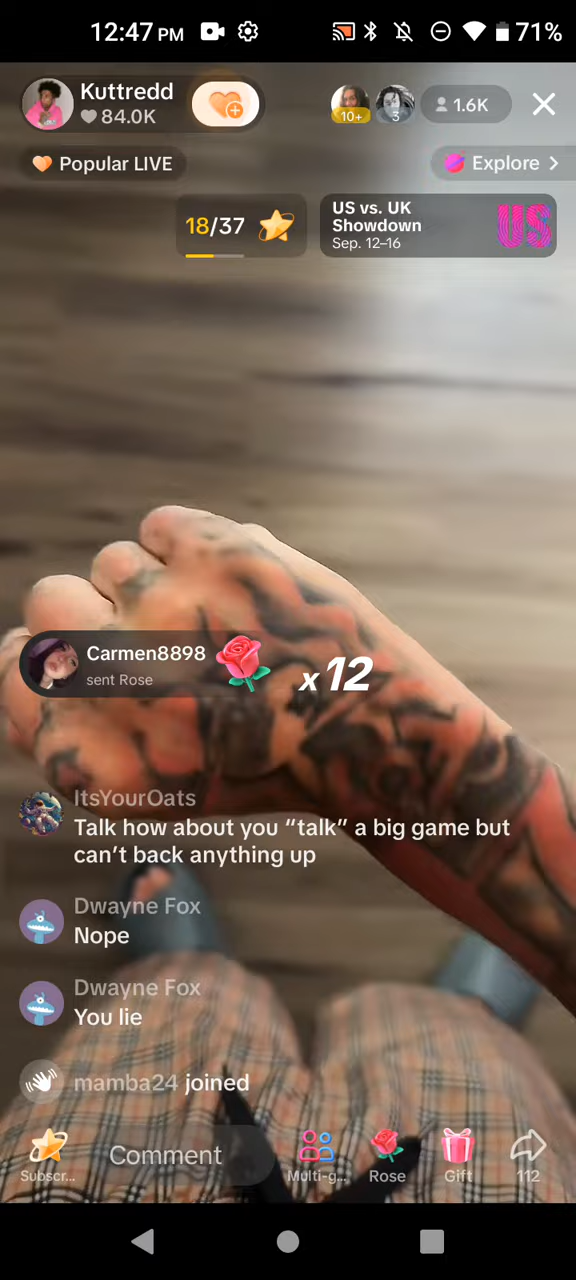 12:47 PM
71%
Kuttredd
84.0K
10+
3
1.6K
Popular LIVE
Explore >
18/37
US vs. UK
Showdown
Sep. 12–16
US
Carmen8898
sent Rose
x 12
ItsYourOats
Talk how about you “talk” a big game but
can’t back anything up
Dwayne Fox
Nope
Dwayne Fox
You lie
mamba24 joined
Comment
Subscr...
Multi-g...
Rose
Gift
112